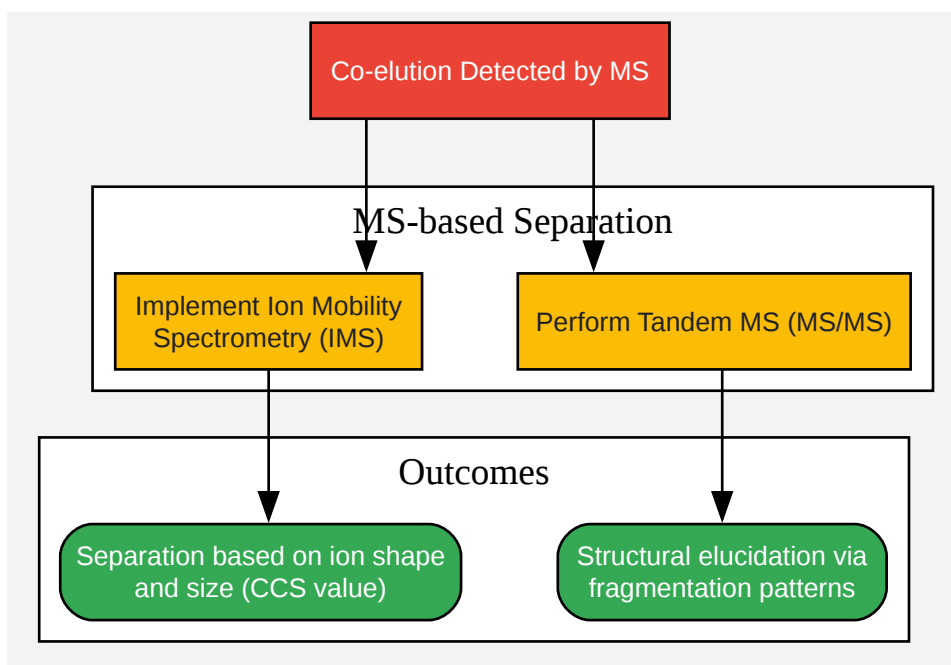 Co-elution Detected by MS
MS-based Separation
Implement Ion Mobility
Spectrometry (IMS)
Perform Tandem MS (MS/MS)
Outcomes
Separation based on ion shape
and size (CCS value)
Structural elucidation via
fragmentation patterns